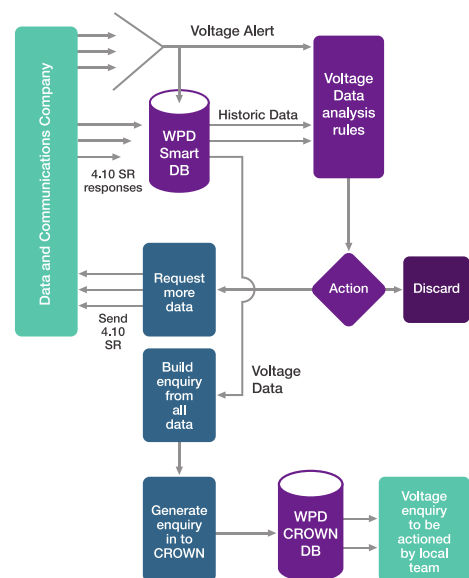 Data and Communications Company
Voltage Alert
Voltage
Data
analysis
rules
WPD
Smart
DB
Historic Data
4.10 SR
responses
Request
more
data
Action
Discard
Send
4.10
SR
Build
enquiry
from
all
data
Voltage
Data
Generate
enquiry
in to
CROWN
WPD
CROWN
DB
Voltage
enquiry
to be
actioned
by local
team